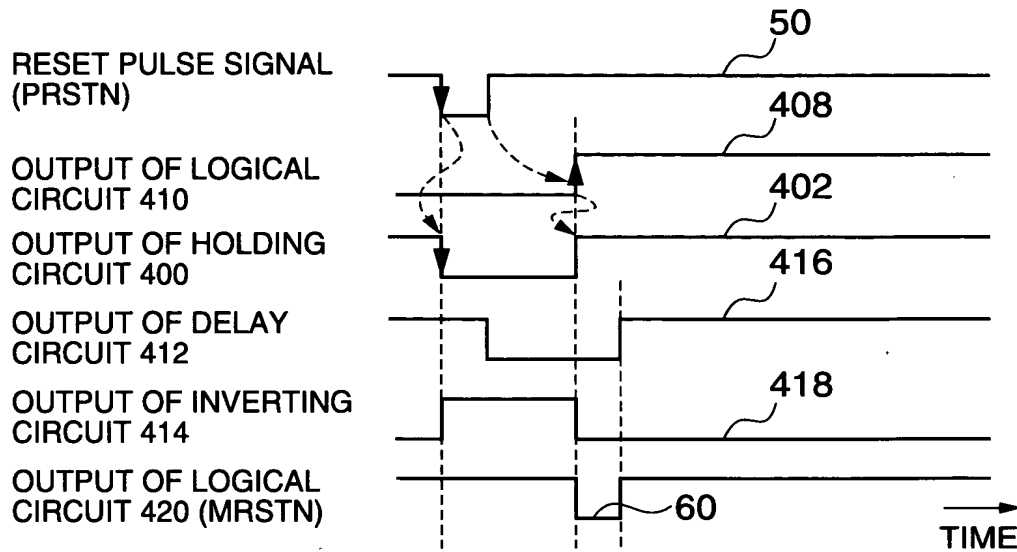 50
RESET PULSE SIGNAL
(PRSTN)
408
OUTPUT OF LOGICAL
CIRCUIT 410
402
OUTPUT OF HOLDING
CIRCUIT 400
416
OUTPUT OF DELAY
CIRCUIT 412
418
OUTPUT OF INVERTING
CIRCUIT 414
OUTPUT OF LOGICAL
CIRCUIT 420 (MRSTN)
60
TIME